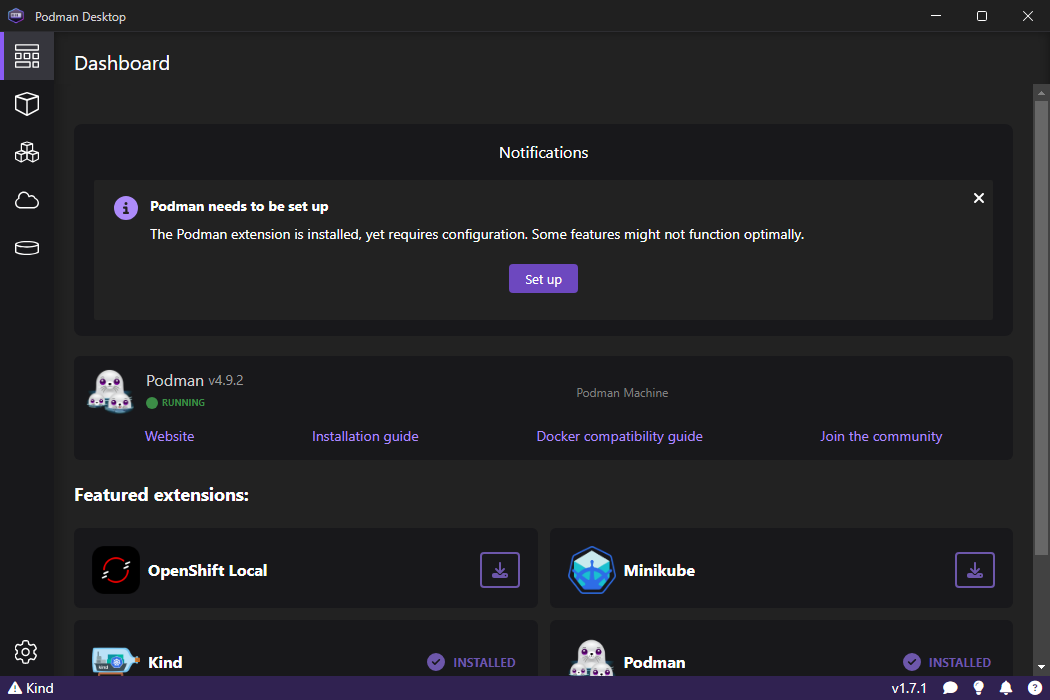 Podman Desktop
Dashboard
Notifications
Podman needs to be set up
The Podman extension is installed, yet requires configuration. Some features might not function optimally.
Set up
Podman v4.9.2
RUNNING
Podman Machine
Website
Installation guide
Docker compatibility guide
Join the community
Featured extensions:
OpenShift Local
Minikube
Kind
INSTALLED
Podman
INSTALLED
Kind
v1.7.1